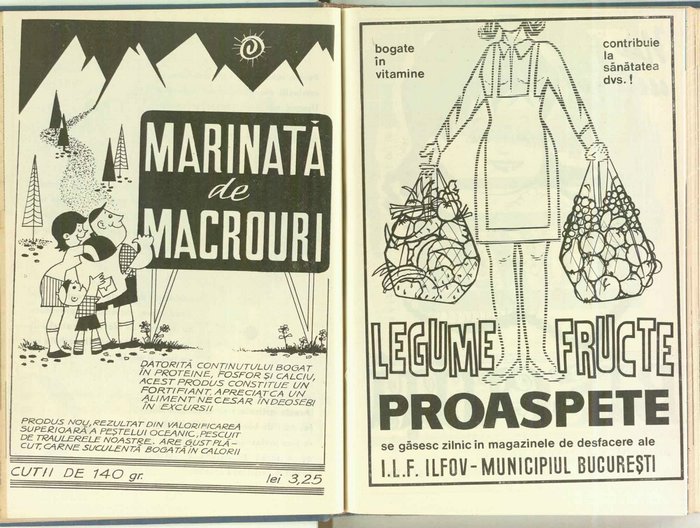 MARINATĂ
de
MACROURI
DATORITĂ CONȚINUTULUI BOGAT
ÎN PROTEINE, FOSFOR ȘI CALCIU,
ACEST PRODUS CONSTITUE UN
FORTIFIANT, APRECIAT CA UN
ALIMENT NECESAR ÎNDEOSEBI
ÎN EXCURSII
PRODUS NOU, REZULTAT DIN VALORIFICAREA
SUPERIOARĂ A PEȘTELUI OCEANIC, PESCUIT
DE TRAULERELE NOASTRE. ARE GUST PLĂ-
CUT, CARNE SUCULENTĂ BOGATĂ ÎN CALORII
CUTII DE 140 gr. lei 3,25
bogate
în
vitamine
contribuie
la
sănătatea
dvs.!
LEGUME FRUCTE
PROASPETE
se găsesc zilnic în magazinele de desfacere ale
I.L.F. ILFOV - MUNICIPIUL BUCUREȘTI